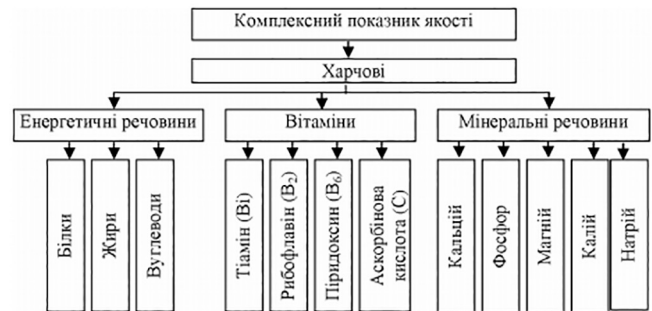 Комплексний показник якості
Харчові
Енергетичні речовини
Вітаміни
Мінеральні речовини
Білки
Жири
Вуглеводи
Тіамін (Ві)
Рибофлавін (В₂)
Піридоксин (В₆)
Аскорбінова
кислота (С)
Кальцій
Фосфор
Магній
Калій
Натрій